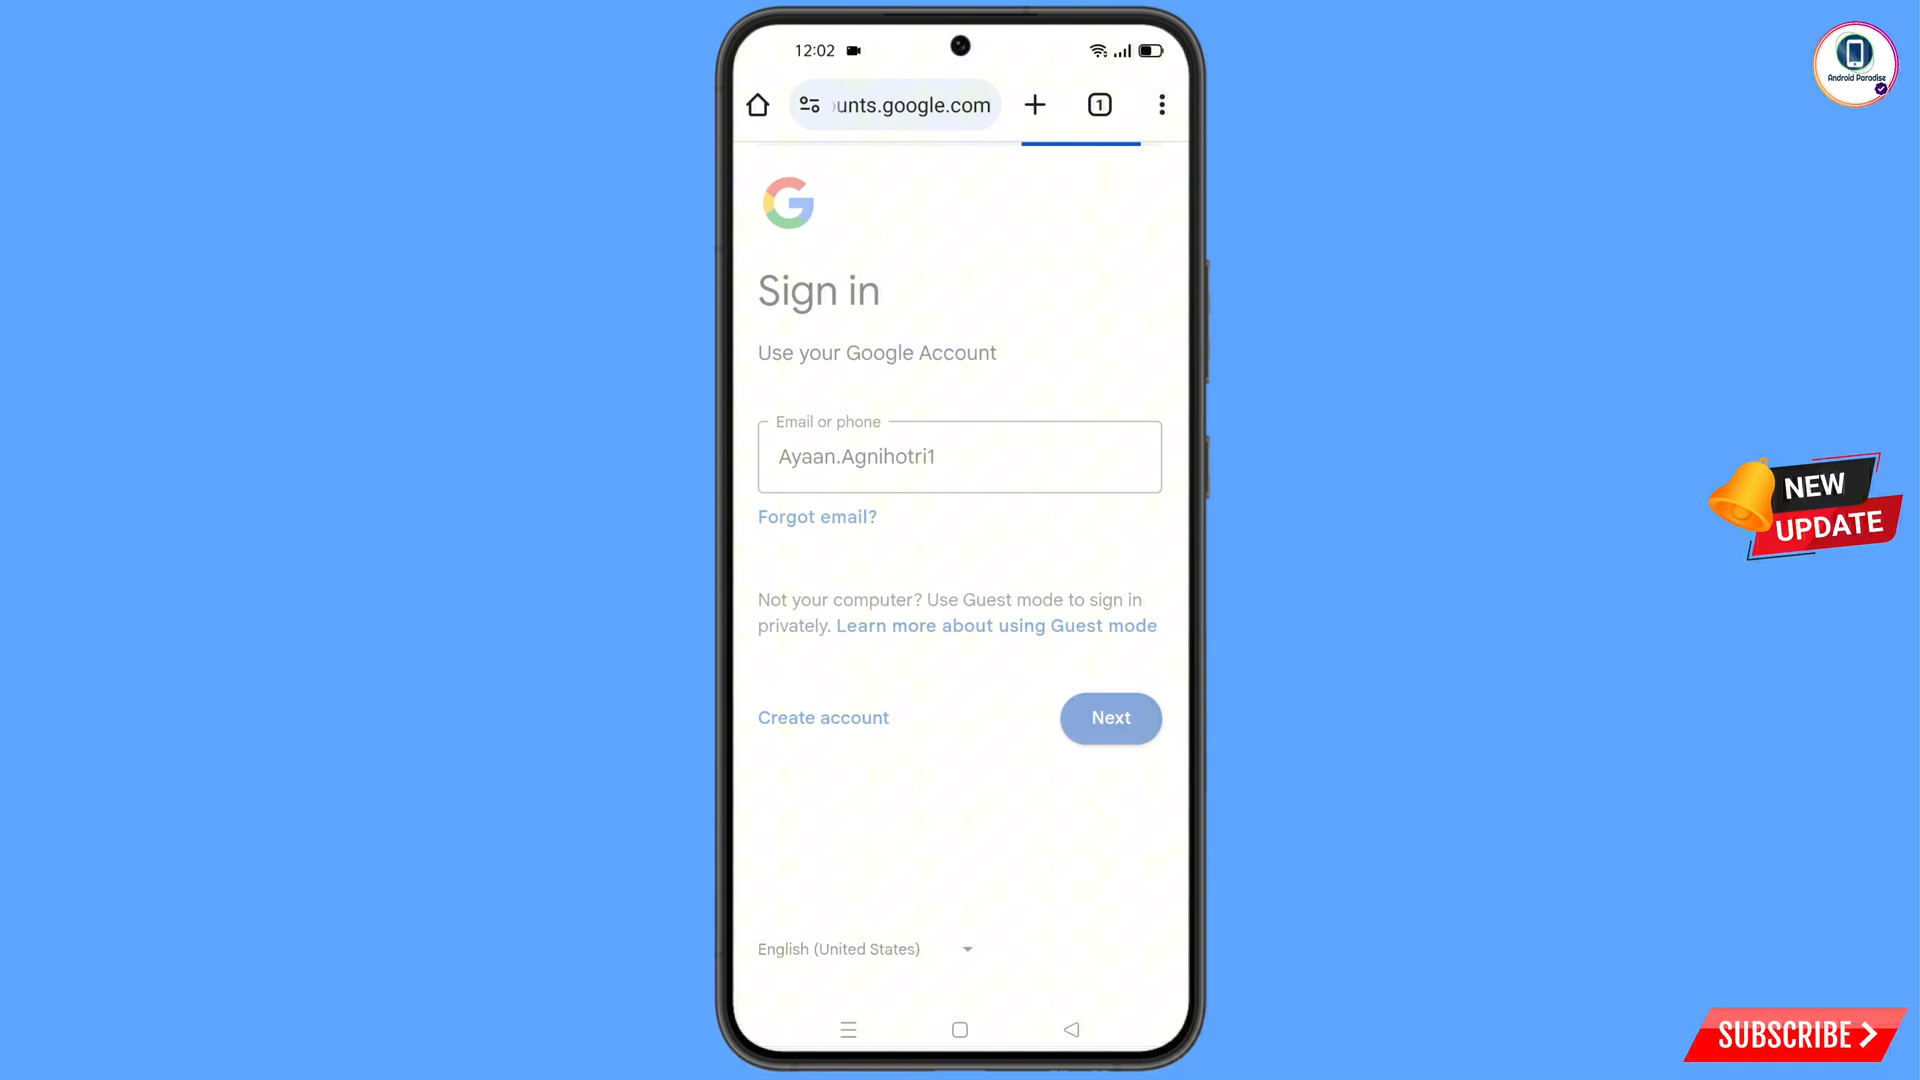 12:02
unts.google.com
1
Android Paradise
Sign in
Use your Google Account
Email or phone
Ayaan.Agnihotri1
Forgot email?
NEW
UPDATE
Not your computer? Use Guest mode to sign in
privately. Learn more about using Guest mode
Create account
Next
English (United States)
SUBSCRIBE